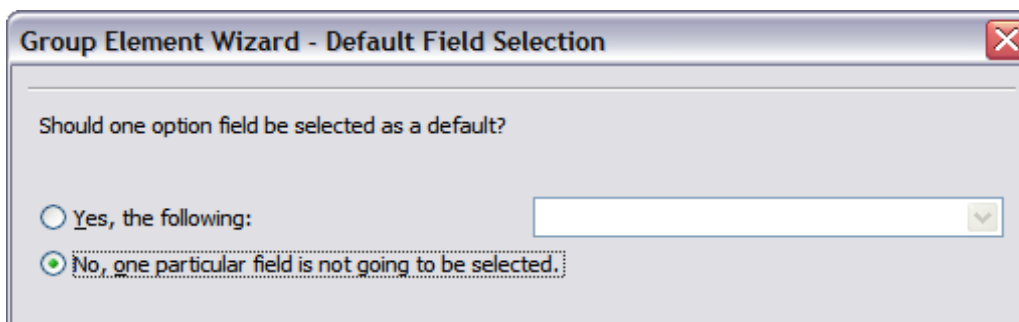 Group Element Wizard - Default Field Selection
Should one option field be selected as a default?
Yes, the following:
No, one particular field is not going to be selected.